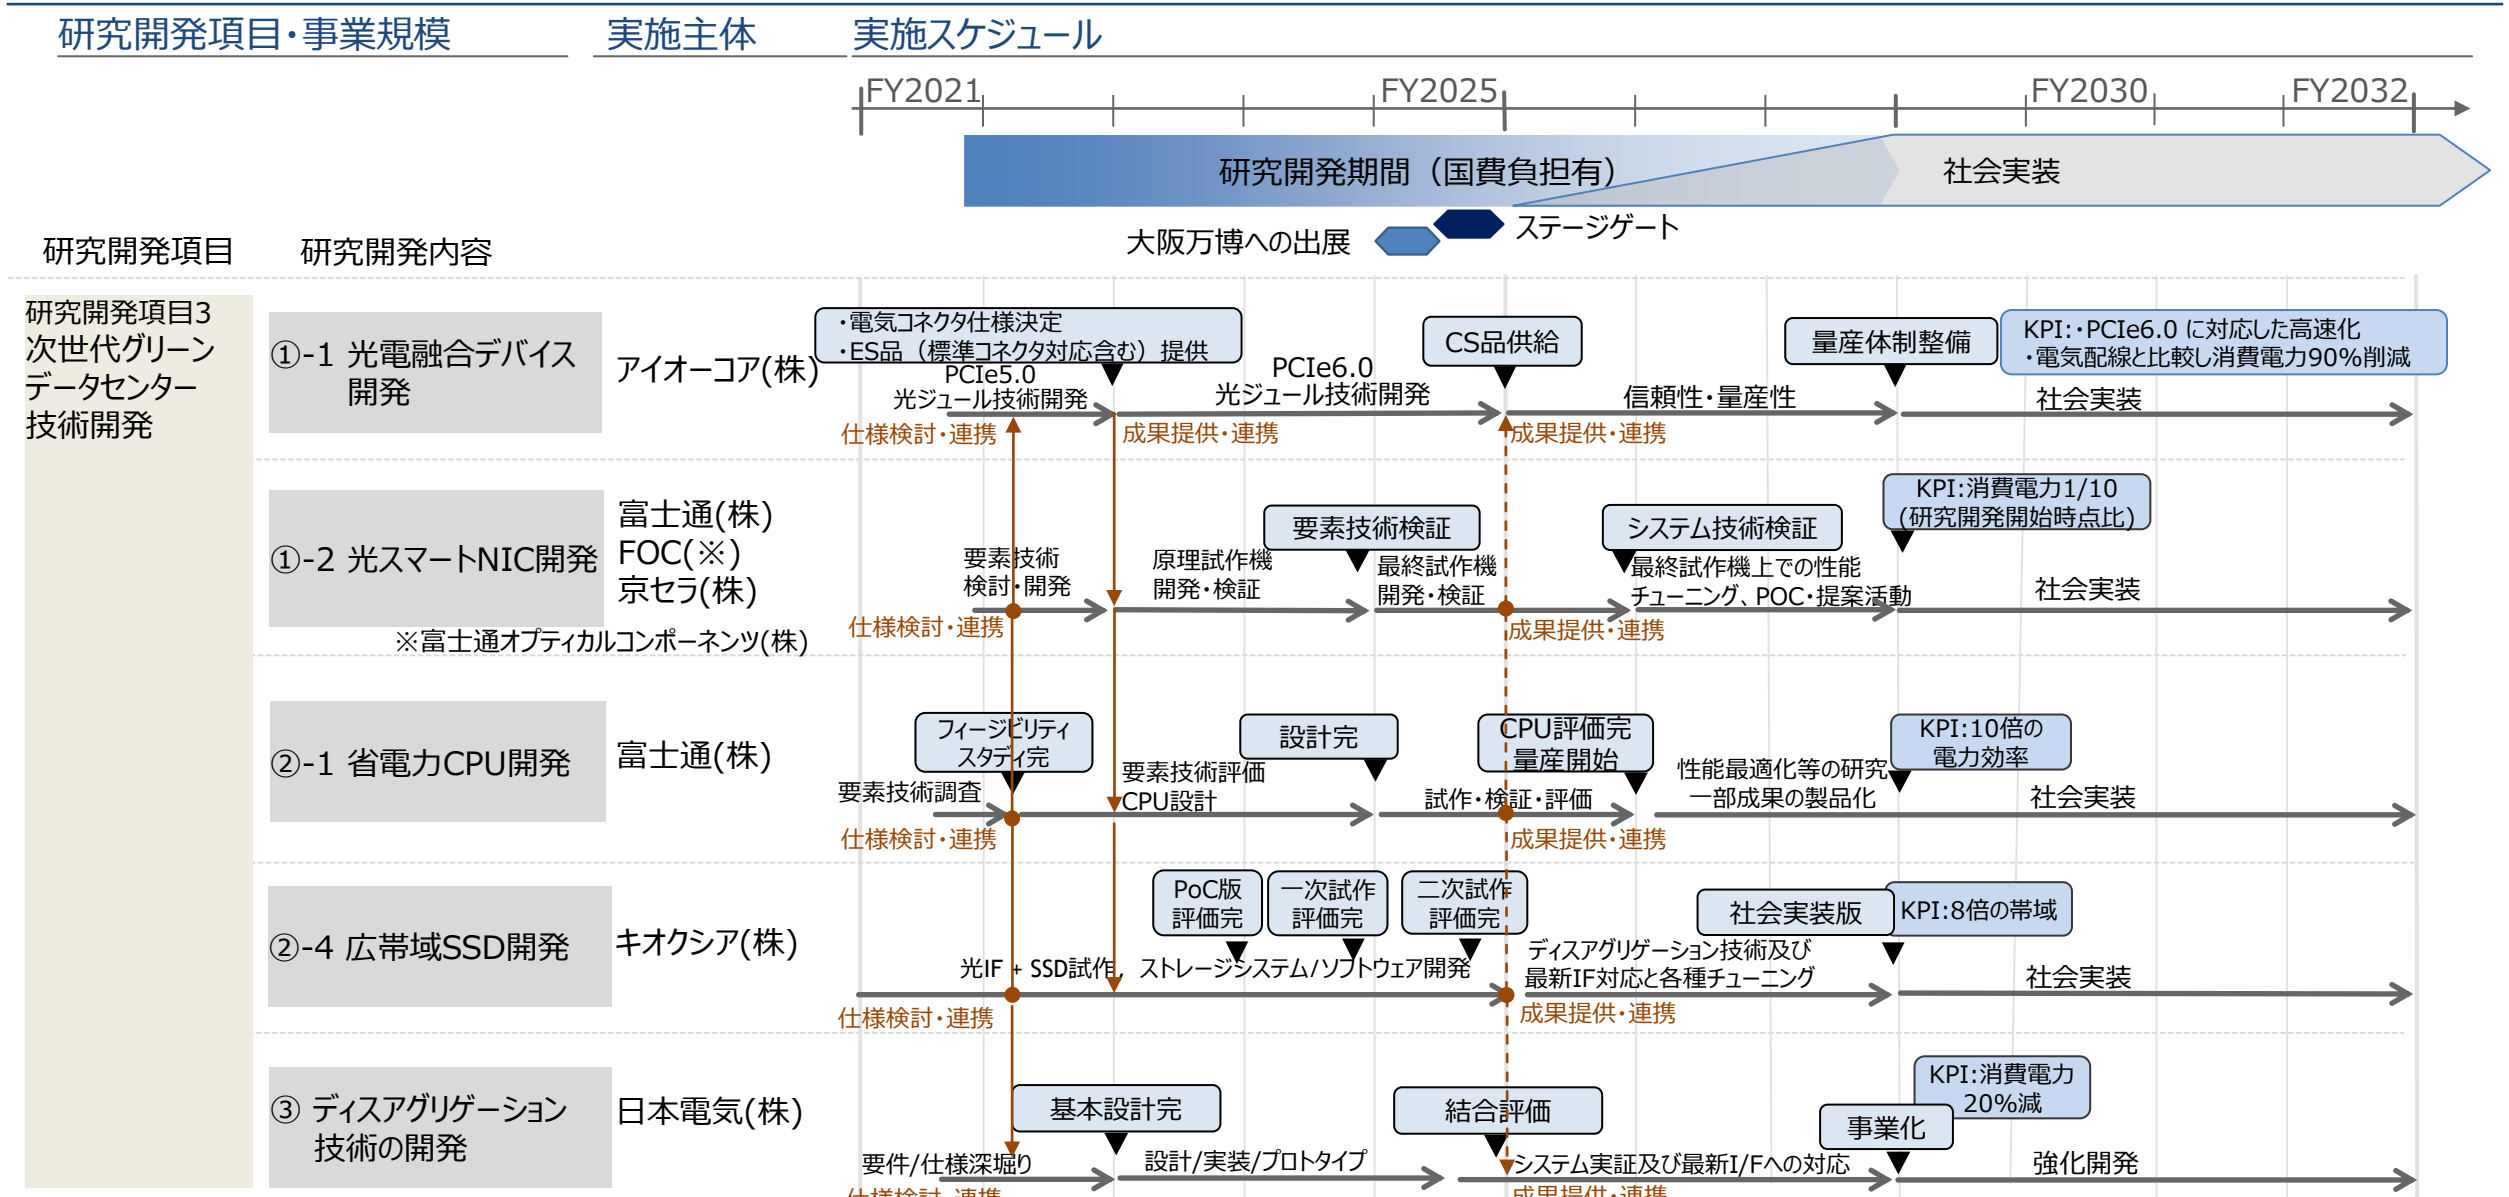 研究開発項目・事業規模
実施主体
実施スケジュール
FY2021
FY2025
FY2030
FY2032
研究開発期間（国費負担有）
社会実装
大阪万博への出展
ステージゲート
研究開発項目
研究開発内容
研究開発項目3
次世代グリーン
データセンター
技術開発
①-1 光電融合デバイス
開発
アイオーコア(株)
・電気コネクタ仕様決定
・ES品（標準コネクタ対応含む）提供
PCIe5.0
光ジュール技術開発
PCIe6.0
光ジュール技術開発
CS品供給
信頼性・量産性
量産体制整備
KPI:・PCIe6.0 に対応した高速化
・電気配線と比較し消費電力90%削減
社会実装
仕様検討・連携
成果提供・連携
成果提供・連携
①-2 光スマートNIC開発
富士通(株)
FOC(※)
京セラ(株)
※富士通オプティカルコンポーネンツ(株)
要素技術
検討・開発
原理試作機
開発・検証
要素技術検証
最終試作機
開発・検証
システム技術検証
最終試作機上での性能
チューニング、POC・提案活動
KPI:消費電力1/10
(研究開発開始時点比)
社会実装
仕様検討・連携
成果提供・連携
②-1 省電力CPU開発
富士通(株)
フィージビリティ
スタディ完
要素技術調査
要素技術評価
CPU設計
設計完
試作・検証・評価
CPU評価完
量産開始
性能最適化等の研究
一部成果の製品化
KPI:10倍の
電力効率
社会実装
仕様検討・連携
成果提供・連携
②-4 広帯域SSD開発
キオクシア(株)
PoC版
評価完
一次試作
評価完
二次試作
評価完
光IF + SSD試作，ストレージシステム/ソフトウェア開発
ディスアグリゲーション技術及び
最新IF対応と各種チューニング
社会実装版
KPI:8倍の帯域
社会実装
仕様検討・連携
成果提供・連携
③ ディスアグリゲーション
技術の開発
日本電気(株)
基本設計完
要件/仕様深堀り
設計/実装/プロトタイプ
結合評価
システム実証及び最新I/Fへの対応
事業化
KPI:消費電力
20%減
強化開発
仕様検討・連携
成果提供・連携